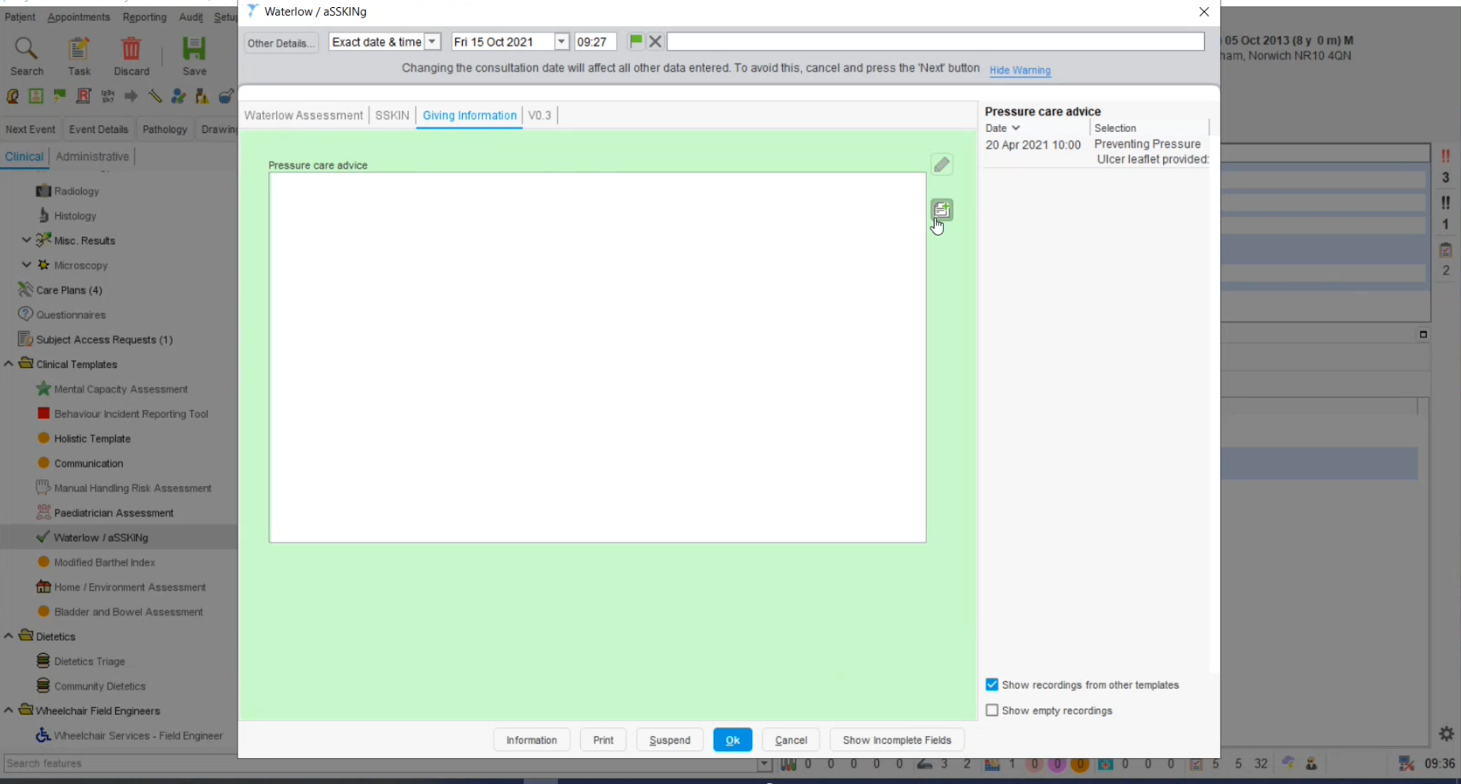 Waterlow / aSSKINg
Patient Appointments Reporting Audit Setup
Search Task Discard Save
Other Details... Exact date & time Fri 15 Oct 2021 09:27
Changing the consultation date will affect all other data entered. To avoid this, cancel and press the 'Next' button Hide Warning
05 Oct 2013 (8 y 0 m) M
ham, Norwich NR10 4QN
Next Event Event Details Pathology Drawing
Clinical Administrative
Radiology
Histology
Misc. Results
Microscopy
Care Plans (4)
Questionnaires
Subject Access Requests (1)
Clinical Templates
Mental Capacity Assessment
Behaviour Incident Reporting Tool
Holistic Template
Communication
Manual Handling Risk Assessment
Paediatrician Assessment
Waterlow / aSSKINg
Modified Barthel Index
Home / Environment Assessment
Bladder and Bowel Assessment
Dietetics
Dietetics Triage
Community Dietetics
Wheelchair Field Engineers
Wheelchair Services - Field Engineer
Search features
Waterlow Assessment SSKIN Giving Information V0.3
Pressure care advice
Pressure care advice
Date Selection
20 Apr 2021 10:00 Preventing Pressure
Ulcer leaflet provided:
Show recordings from other templates
Show empty recordings
Information Print Suspend Ok Cancel Show Incomplete Fields
!!
3
!!
1
2
0 0 0 0 0 3 2 1 0 0 0 0 0 0 5 5 32 09:36